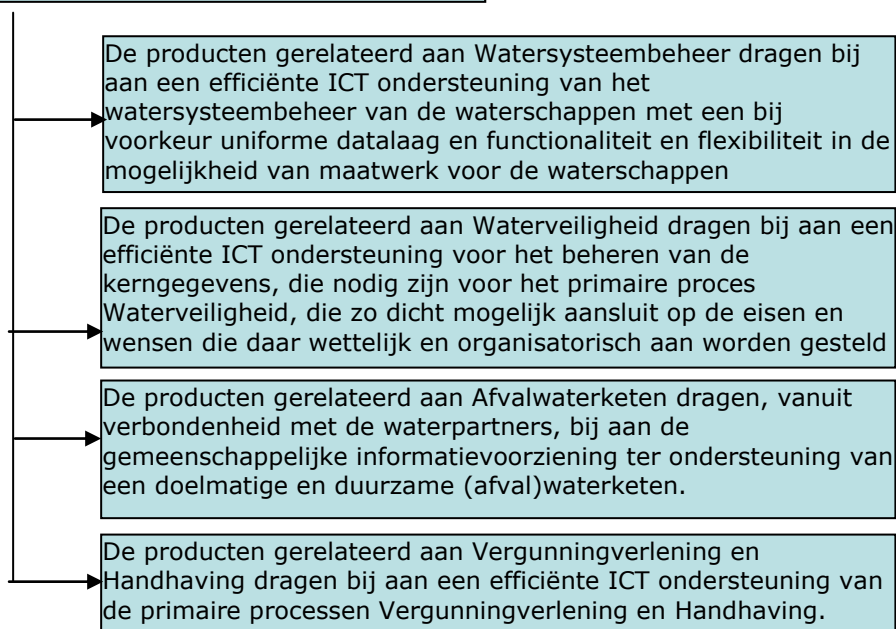 De producten gerelateerd aan Watersysteembeheer dragen bij
aan een efficiënte ICT ondersteuning van het
watersysteembeheer van de waterschappen met een bij
voorkeur uniforme datalaag en functionaliteit en flexibiliteit in de
mogelijkheid van maatwerk voor de waterschappen
De producten gerelateerd aan Waterveiligheid dragen bij aan een
efficiënte ICT ondersteuning voor het beheren van de
kerngegevens, die nodig zijn voor het primaire proces
Waterveiligheid, die zo dicht mogelijk aansluit op de eisen en
wensen die daar wettelijk en organisatorisch aan worden gesteld
De producten gerelateerd aan Afvalwaterketen dragen, vanuit
verbondenheid met de waterpartners, bij aan de
gemeenschappelijke informatievoorziening ter ondersteuning van
een doelmatige en duurzame (afval)waterketen.
De producten gerelateerd aan Vergunningverlening en
Handhaving dragen bij aan een efficiënte ICT ondersteuning van
de primaire processen Vergunningverlening en Handhaving.